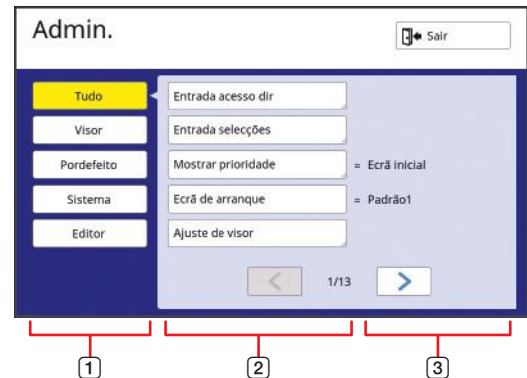 Admin.
Sair
Tudo
Entrada acesso dir
Visor
Entrada selecções
Pordefeito
Mostrar prioridade = Ecrã inicial
Sistema
Ecrã de arranque = Padrão1
Editor
Ajuste de visor
< 1/13 >
1 2 3